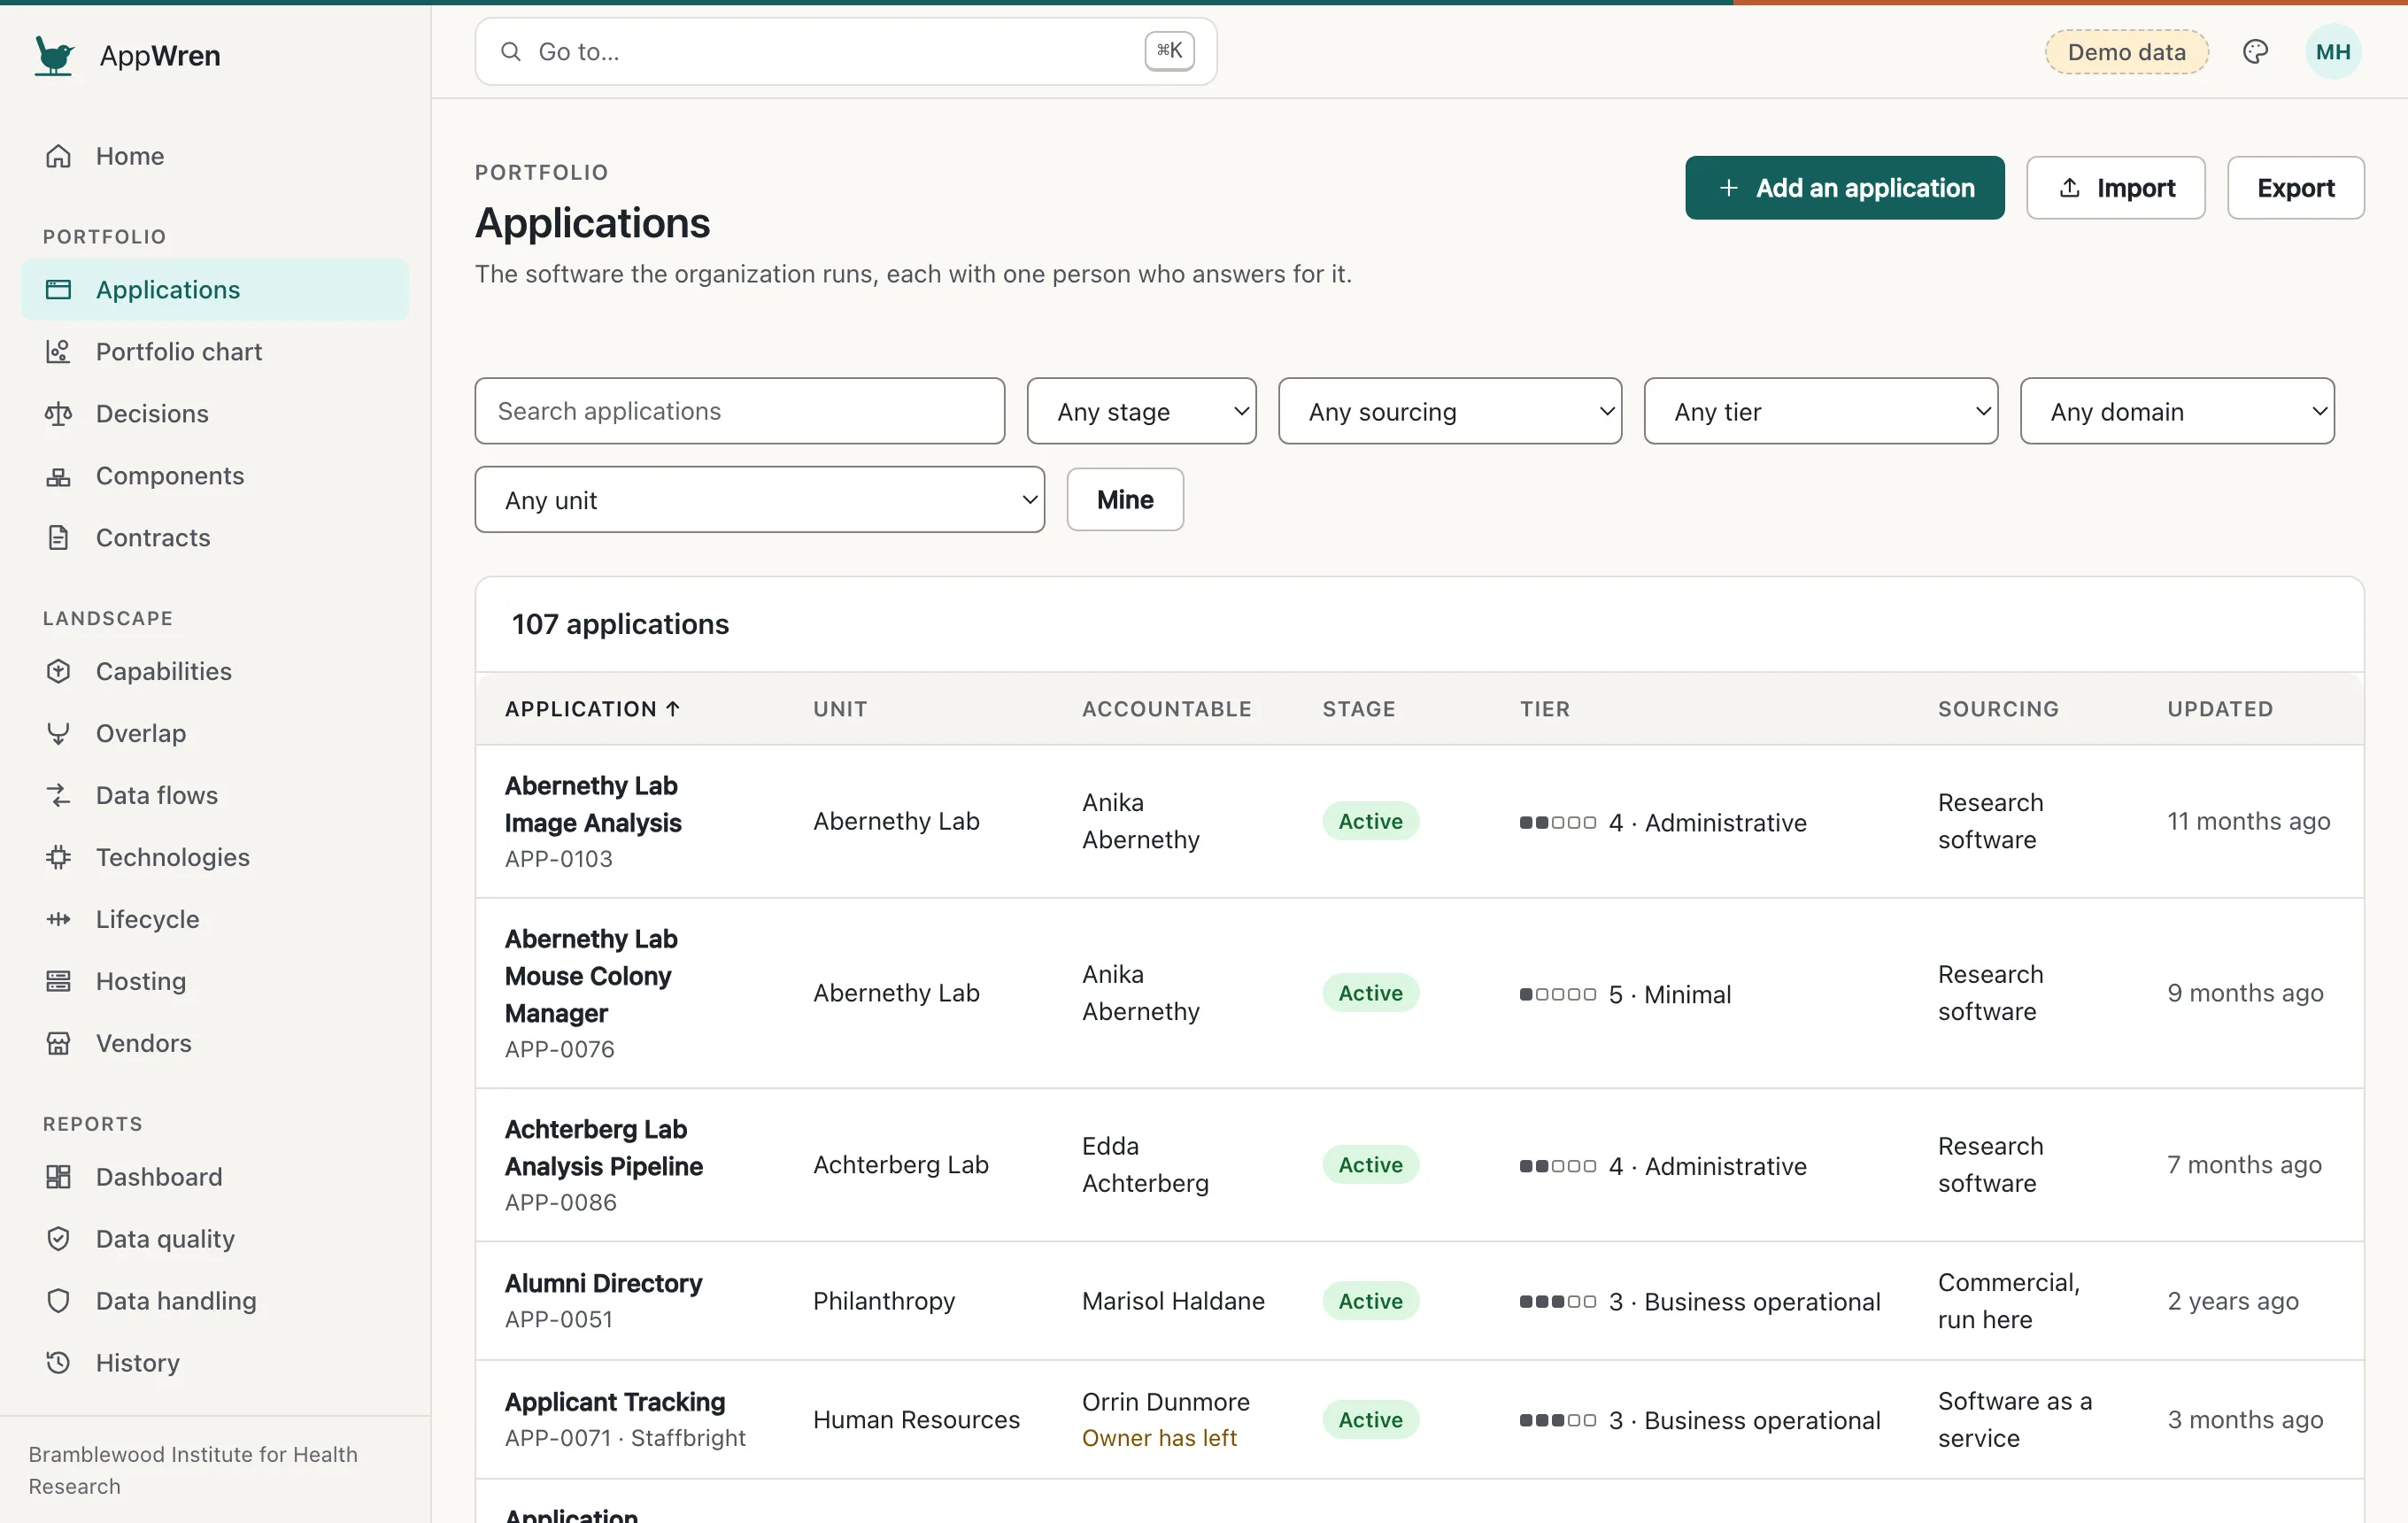 AppWren
Go to...
⌘K
Demo data
MH
Home
PORTFOLIO
Applications
Portfolio chart
Decisions
Components
Contracts
LANDSCAPE
Capabilities
Overlap
Data flows
Technologies
Lifecycle
Hosting
Vendors
REPORTS
Dashboard
Data quality
Data handling
History
Bramblewood Institute for Health
Research
PORTFOLIO
Applications
The software the organization runs, each with one person who answers for it.
Add an application
Import
Export
Search applications
Any stage
Any sourcing
Any tier
Any domain
Any unit
Mine
107 applications
APPLICATION ↑ UNIT ACCOUNTABLE STAGE TIER SOURCING UPDATED
Abernethy Lab
Image Analysis
APP-0103
Abernethy Lab
Anika
Abernethy
Active
4 · Administrative
Research
software
11 months ago
Abernethy Lab
Mouse Colony
Manager
APP-0076
Abernethy Lab
Anika
Abernethy
Active
5 · Minimal
Research
software
9 months ago
Achterberg Lab
Analysis Pipeline
APP-0086
Achterberg Lab
Edda
Achterberg
Active
4 · Administrative
Research
software
7 months ago
Alumni Directory
APP-0051
Philanthropy
Marisol Haldane
Active
3 · Business operational
Commercial,
run here
2 years ago
Applicant Tracking
APP-0071 · Staffbright
Human Resources
Orrin Dunmore
Owner has left
Active
3 · Business operational
Software as a
service
3 months ago
Application